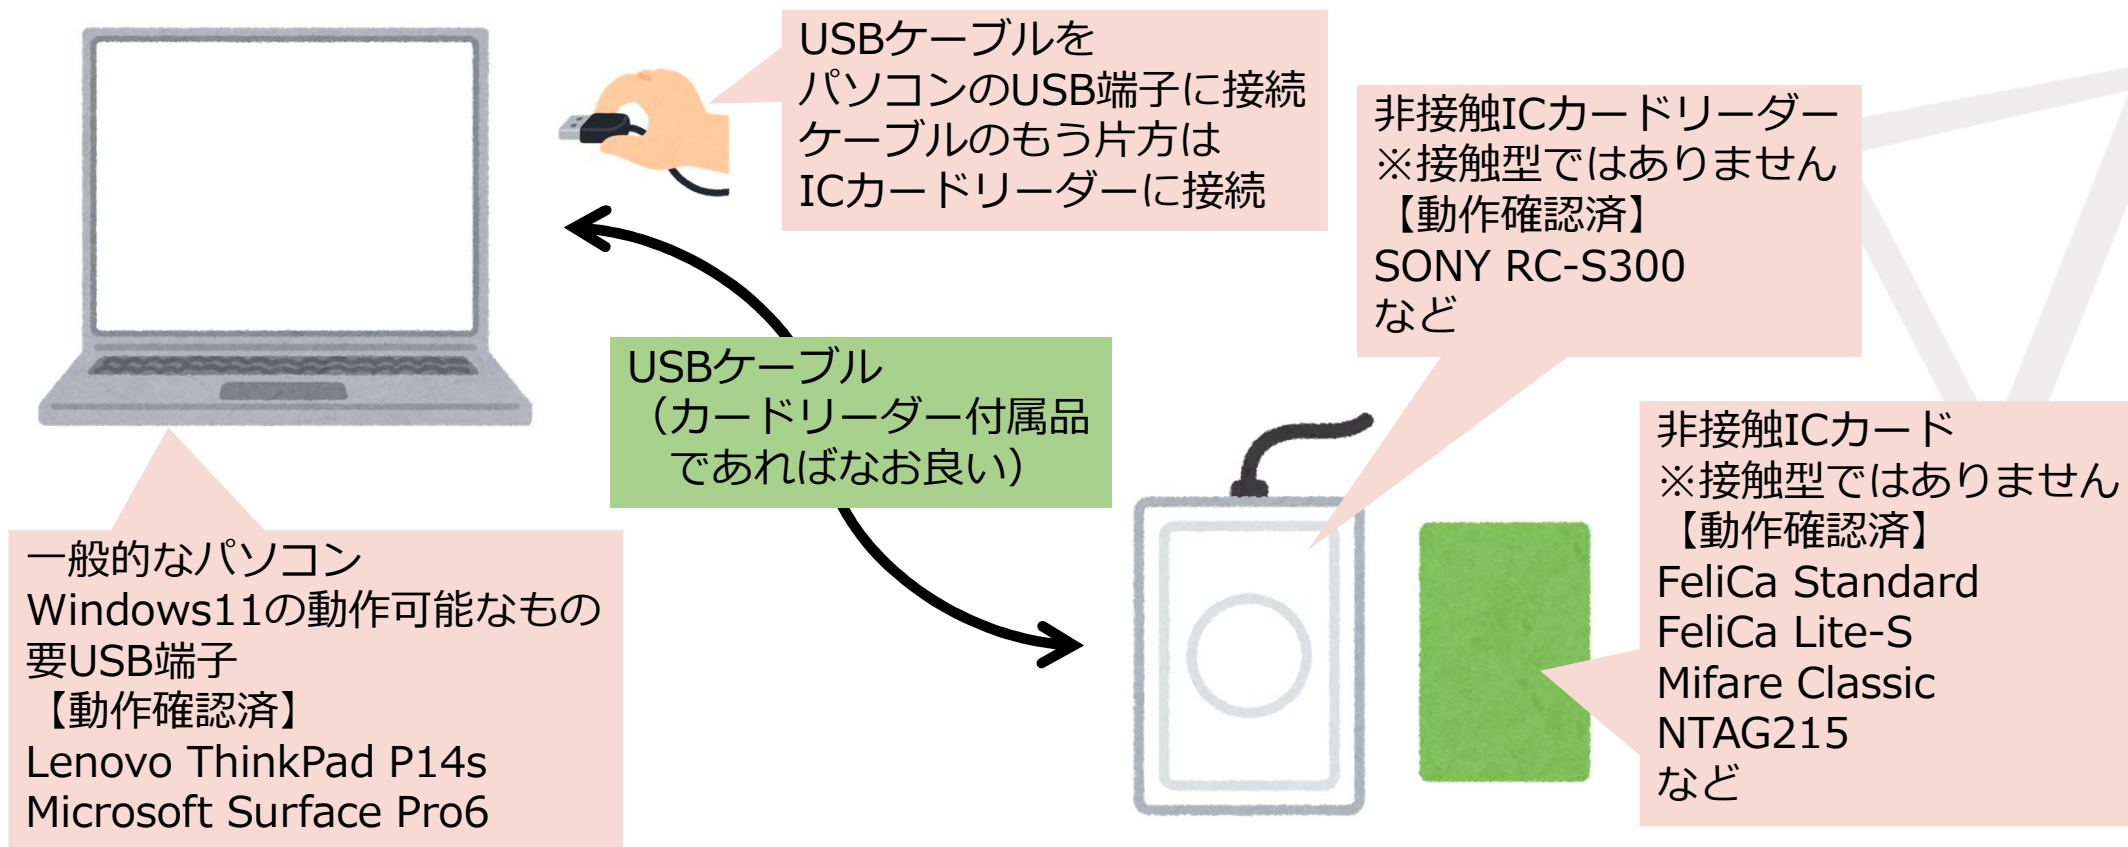 USBケーブルを
パソコンのUSB端子に接続
ケーブルのもう片方は
ICカードリーダーに接続
非接触ICカードリーダー
※接触型ではありません
【動作確認済】
SONY RC-S300
など
USBケーブル
（カードリーダー付属品
であればなお良い）
非接触ICカード
※接触型ではありません
【動作確認済】
FeliCa Standard
FeliCa Lite-S
Mifare Classic
NTAG215
など
一般的なパソコン
Windows11の動作可能なもの
要USB端子
【動作確認済】
Lenovo ThinkPad P14s
Microsoft Surface Pro6